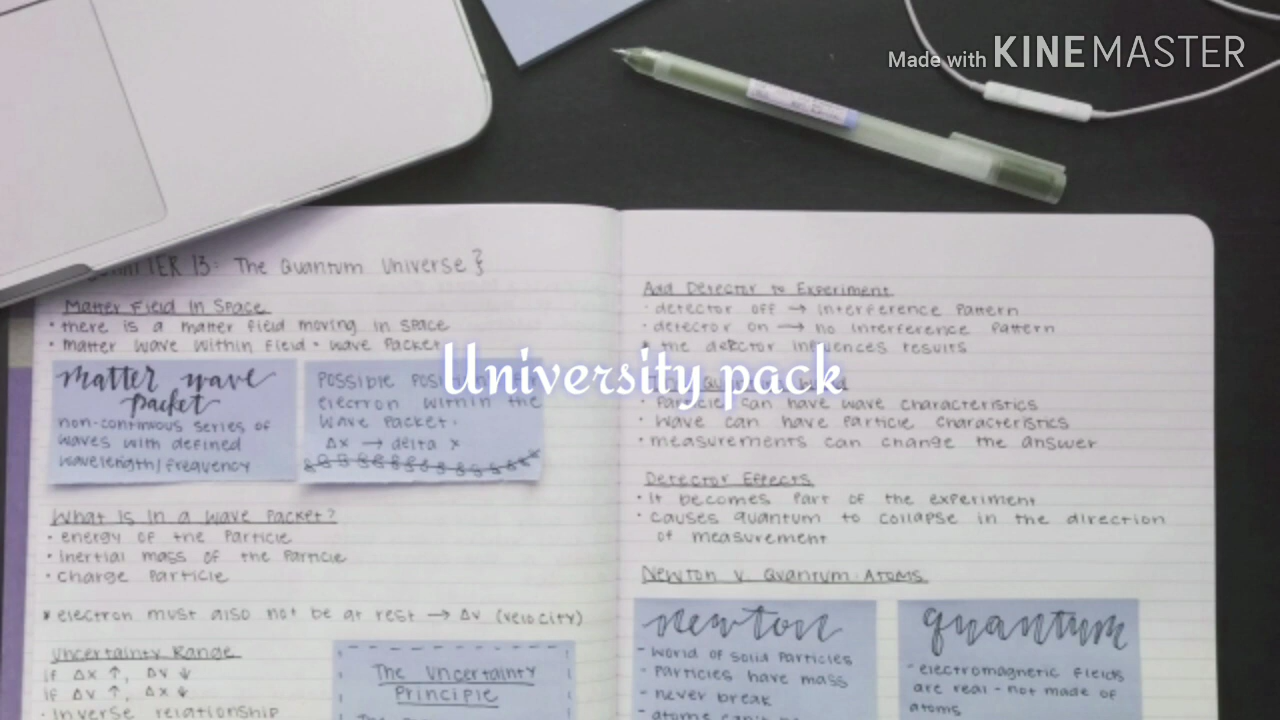 Made with KINEMASTER
University pack
CHAPTER 13: The Quantum Universe }
Matter Field In Space
• there is a matter field moving in space
• matter wave within field = wave packet
matter wave
packet
non-continuous series of
waves with defined
wavelength/frequency
Possible
electron within the
wave packet.
Δx → delta x
What is in a wave packet?
• energy of the particle
• inertial mass of the particle
• charge particle
* electron must also not be at rest → Δv (velocity)
Uncertainty Range
if Δx ↑, Δv ↓
if Δv ↑, Δx ↓
• inverse relationship
The Uncertainty
Principle
Add Detector to Experiment
• detector off → interference pattern
• detector on → no interference pattern
* the detector influences results
• Particle can have wave characteristics
• wave can have particle characteristics
• measurements can change the answer
Detector Effects
• it becomes part of the experiment
• causes quantum to collapse in the direction
of measurement
Newton v. Quantum: Atoms
newton
- world of solid particles
- particles have mass
- never break
- atoms can't
quantum
- electromagnetic fields
are real - not made of
atoms